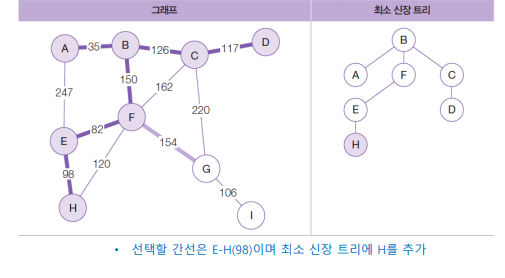 그래프 최소 신장 트리
A 35 B 126 C 117 D
247 150 162 220
E 82 F 154 G
98 120 106
H I
B
A F C
E D
H
• 선택할 간선은 E-H(98)이며 최소 신장 트리에 H를 추가